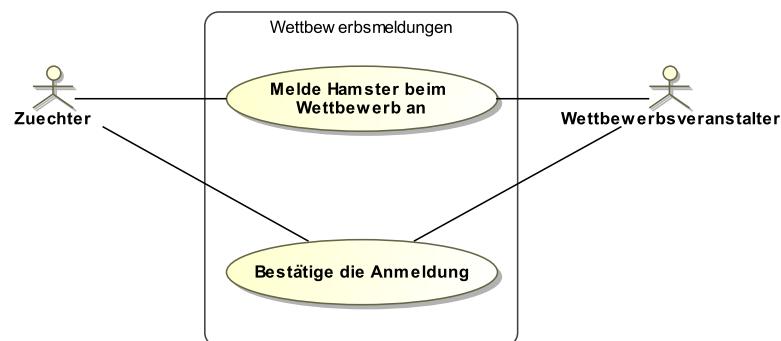 Wettbewerbsmeldungen
Melde Hamster beim
Wettbewerb an
Zuechter
Wettbewerbsveranstalter
Bestätige die Anmeldung